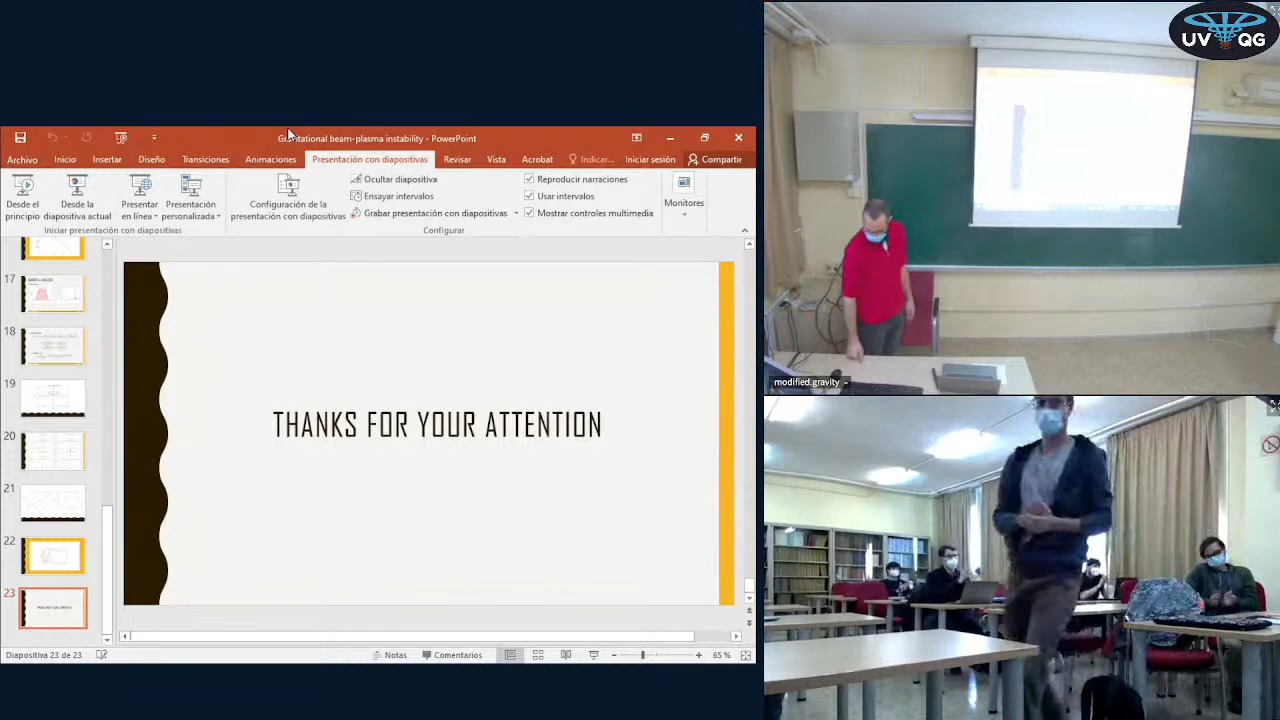 Gravitational beam-plasma instability - PowerPoint
Archivo Inicio Insertar Diseño Transiciones Animaciones Presentación con diapositivas Revisar Vista Acrobat Indicar... Iniciar sesión Compartir
Desde el principio
Desde la diapositiva actual
Presentar en línea
Presentación personalizada
Iniciar presentación con diapositivas
Configuración de la presentación con diapositivas
Ocultar diapositiva
Ensayar intervalos
Grabar presentación con diapositivas
Reproducir narraciones
Usar intervalos
Mostrar controles multimedia
Configurar
Monitores
17
18
19
20
21
22
23
THANKS FOR YOUR ATTENTION
Diapositiva 23 de 23
Notas
Comentarios
65 %
UV QG
modified.gravity